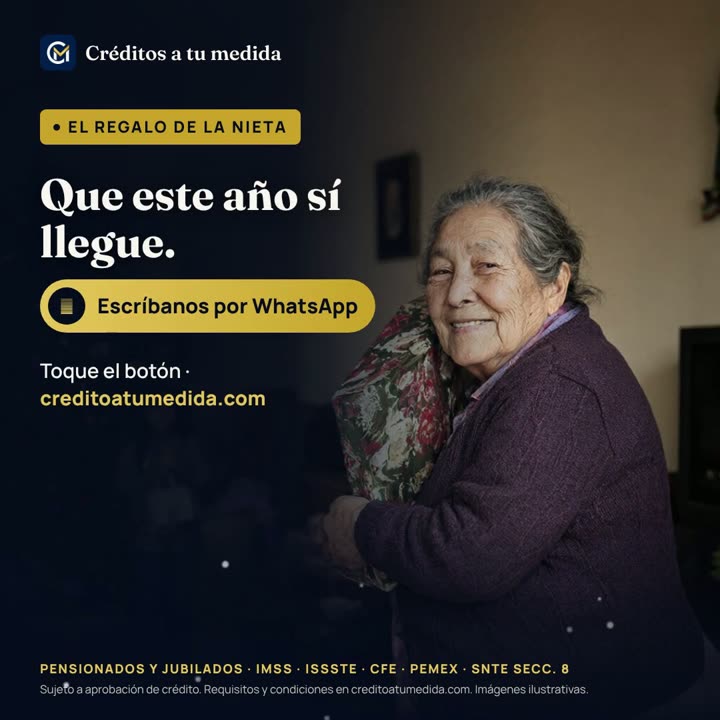 Créditos a tu medida
• EL REGALO DE LA NIETA
Que este año sí
llegue.
Escríbanos por WhatsApp
Toque el botón ·
creditoatumedida.com
PENSIONADOS Y JUBILADOS · IMSS · ISSSTE · CFE · PEMEX · SNTE SECC. 8
Sujeto a aprobación de crédito. Requisitos y condiciones en creditoatumedida.com. Imágenes ilustrativas.